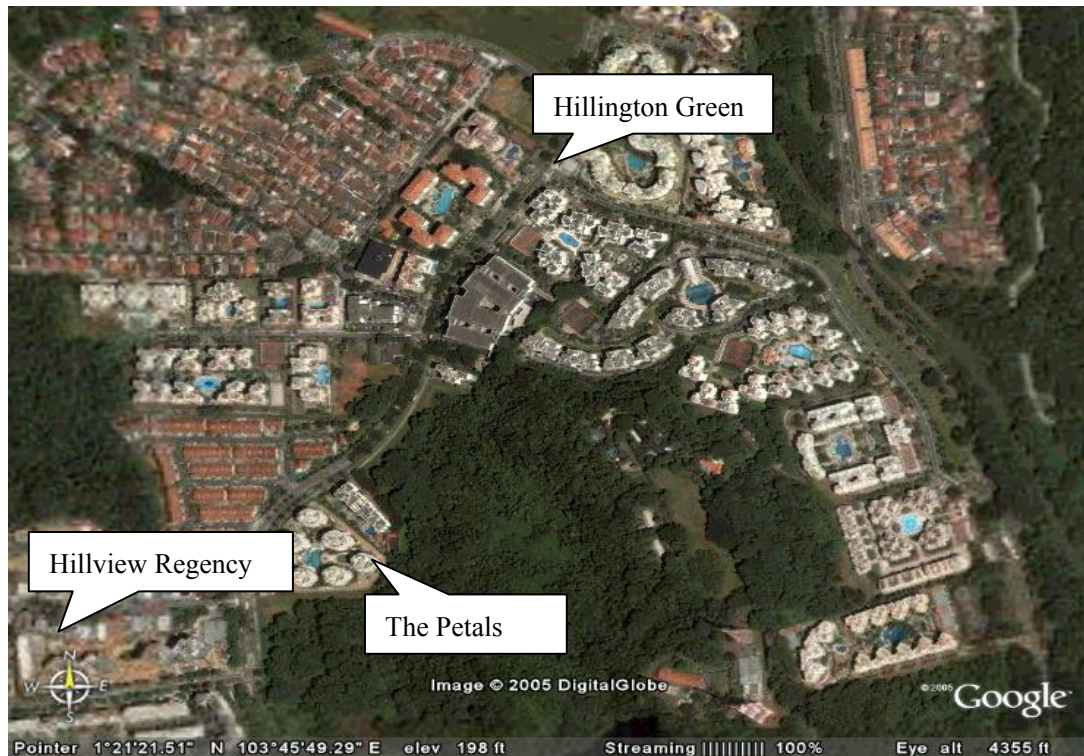 Hillington Green
Hillview Regency
The Petals
N
W E
S
Image © 2005 DigitalGlobe
©2005 Google
Pointer 1°21'21.51" N 103°45'49.29" E elev 198 ft Streaming |||||||||| 100% Eye alt 4355 ft